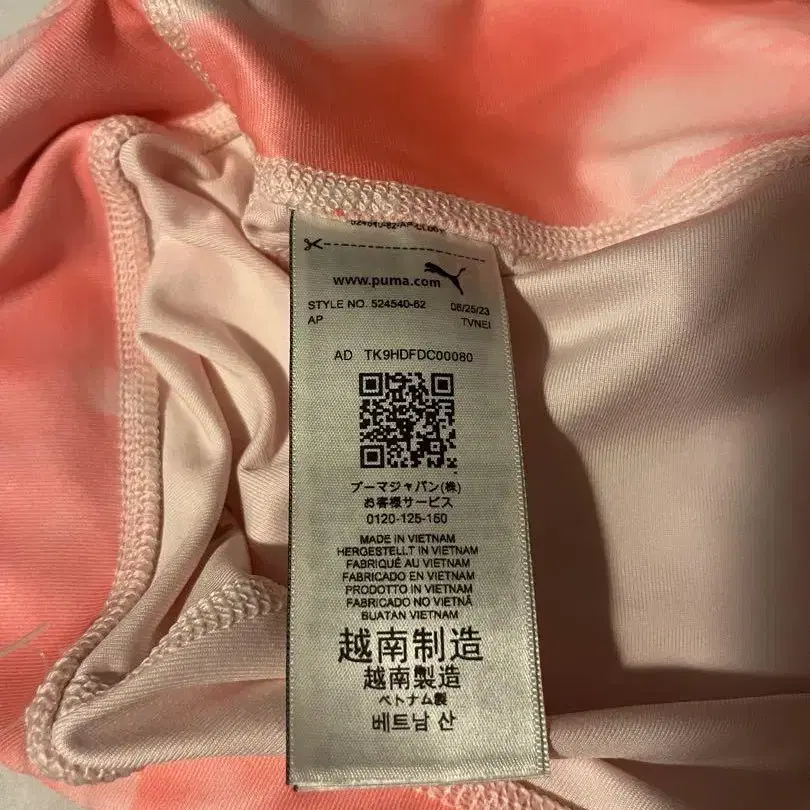 www.puma.com
STYLE NO. 524540-62 08/25/23
AP TVNEI
AD TK9HDFDC00080
プーマジャパン(株)
お客様サービス
0120-125-150
MADE IN VIETNAM
HERGESTELLT IN VIETNAM
FABRIQUÉ AU VIETNAM
FABRICADO EN VIETNAM
PRODOTTO IN VIETNAM
FABRICADO NO VIETNÃ
BUATAN VIETNAM
越南制造
越南製造
ベトナム製
베트남 산